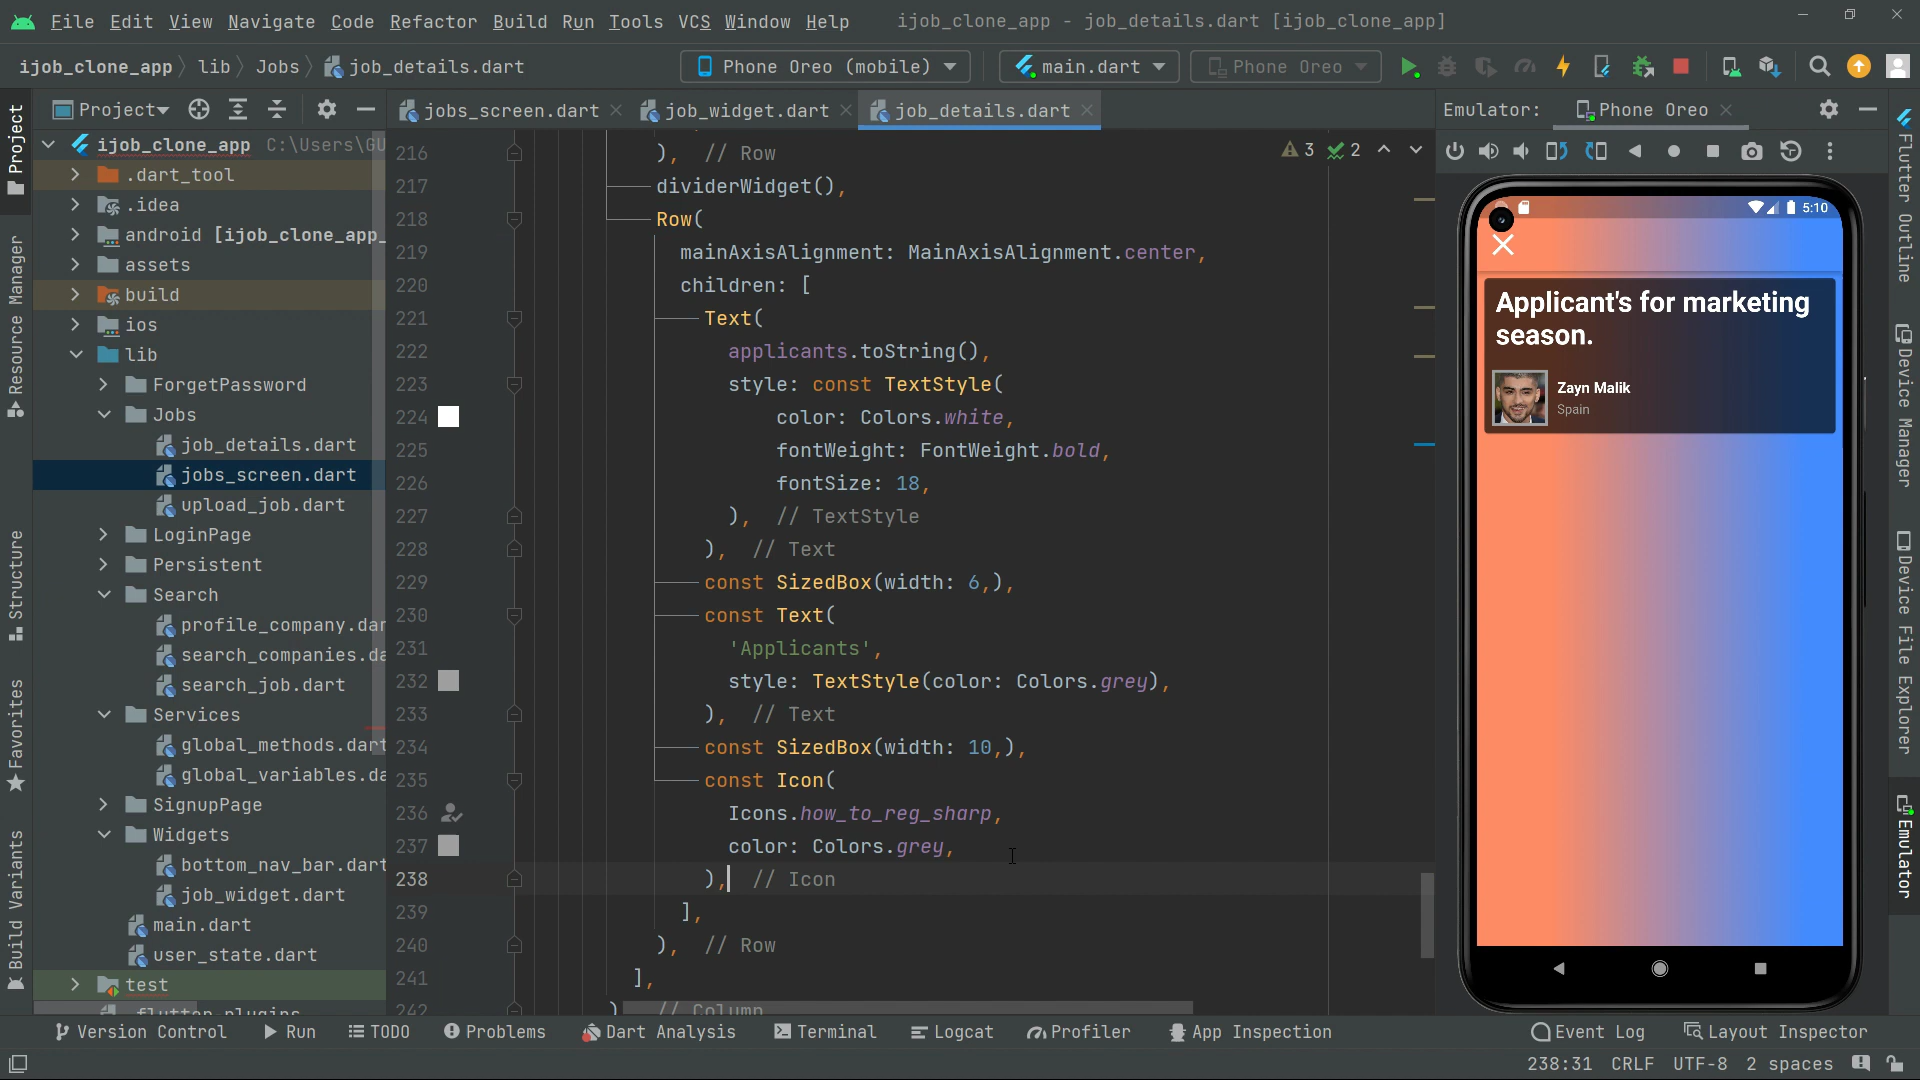 File Edit View Navigate Code Refactor Build Run Tools VCS Window Help ijob_clone_app - job_details.dart [ijob_clone_app]
ijob_clone_app lib Jobs job_details.dart Phone Oreo (mobile) main.dart Phone Oreo
Project jobs_screen.dart job_widget.dart job_details.dart Emulator: Phone Oreo
ijob_clone_app C:\Users\GU
.dart_tool
.idea
android [ijob_clone_app_
assets
build
ios
lib
ForgetPassword
Jobs
job_details.dart
jobs_screen.dart
upload_job.dart
LoginPage
Persistent
Search
profile_company.dar
search_companies.da
search_job.dart
Services
global_methods.dart
global_variables.da
SignupPage
Widgets
bottom_nav_bar.dart
job_widget.dart
main.dart
user_state.dart
test
Project
Resource Manager
Structure
Favorites
Build Variants
3 2
216 ), // Row
217 dividerWidget(),
218 Row(
219 mainAxisAlignment: MainAxisAlignment.center,
220 children: [
221 Text(
222 applicants.toString(),
223 style: const TextStyle(
224 color: Colors.white,
225 fontWeight: FontWeight.bold,
226 fontSize: 18,
227 ), // TextStyle
228 ), // Text
229 const SizedBox(width: 6,),
230 const Text(
231 'Applicants',
232 style: TextStyle(color: Colors.grey),
233 ), // Text
234 const SizedBox(width: 10,),
235 const Icon(
236 Icons.how_to_reg_sharp,
237 color: Colors.grey,
238 ), // Icon
239 ],
240 ), // Row
241 ],
242 ) // Column
5:10
Applicant's for marketing
season.
Zayn Malik
Spain
Flutter Outline
Device Manager
Device File Explorer
Emulator
Version Control Run TODO Problems Dart Analysis Terminal Logcat Profiler App Inspection Event Log Layout Inspector
238:31 CRLF UTF-8 2 spaces